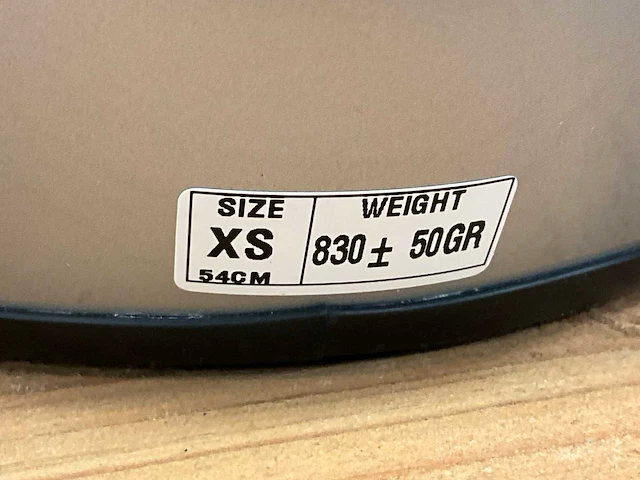 SIZE
XS
54CM
WEIGHT
830± 50GR